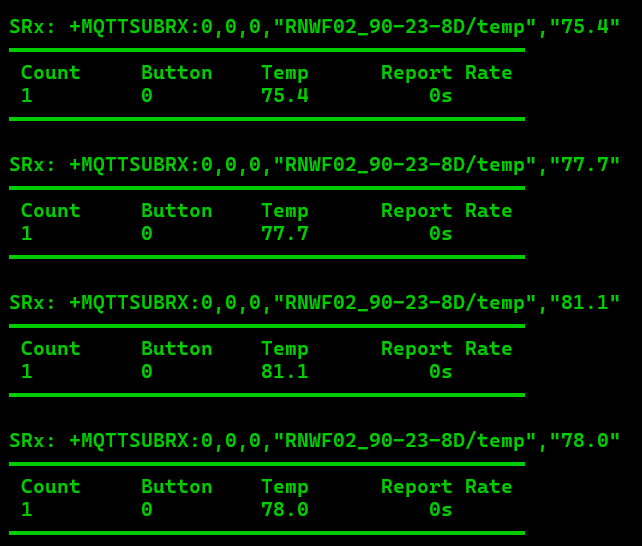 SRx: +MQTTSUBRX:0,0,0,"RNWF02_90-23-8D/temp","75.4"
Count Button Temp Report Rate
1 0 75.4 0s
SRx: +MQTTSUBRX:0,0,0,"RNWF02_90-23-8D/temp","77.7"
Count Button Temp Report Rate
1 0 77.7 0s
SRx: +MQTTSUBRX:0,0,0,"RNWF02_90-23-8D/temp","81.1"
Count Button Temp Report Rate
1 0 81.1 0s
SRx: +MQTTSUBRX:0,0,0,"RNWF02_90-23-8D/temp","78.0"
Count Button Temp Report Rate
1 0 78.0 0s